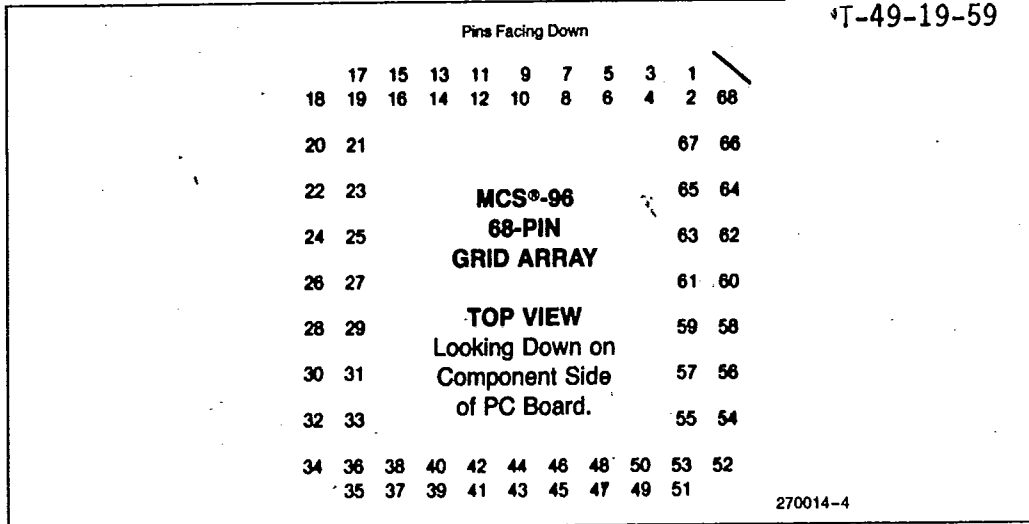 T-49-19-59
Pins Facing Down
17 15 13 11 9 7 5 3 1
18 19 16 14 12 10 8 6 4 2 68
20 21 67 66
22 23 65 64
MCS®-96
68-PIN
24 25 63 62
GRID ARRAY
26 27 61 60
TOP VIEW
28 29 59 58
Looking Down on
30 31 57 56
Component Side
of PC Board.
32 33 55 54
34 36 38 40 42 44 46 48 50 53 52
35 37 39 41 43 45 47 49 51
270014-4